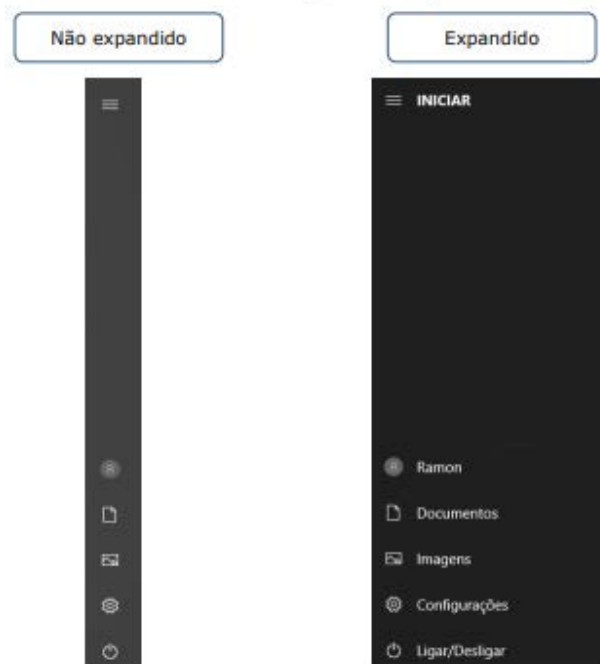 Não expandido
Expandido
INICIAR
Ramon
Documentos
Imagens
Configurações
Ligar/Desligar